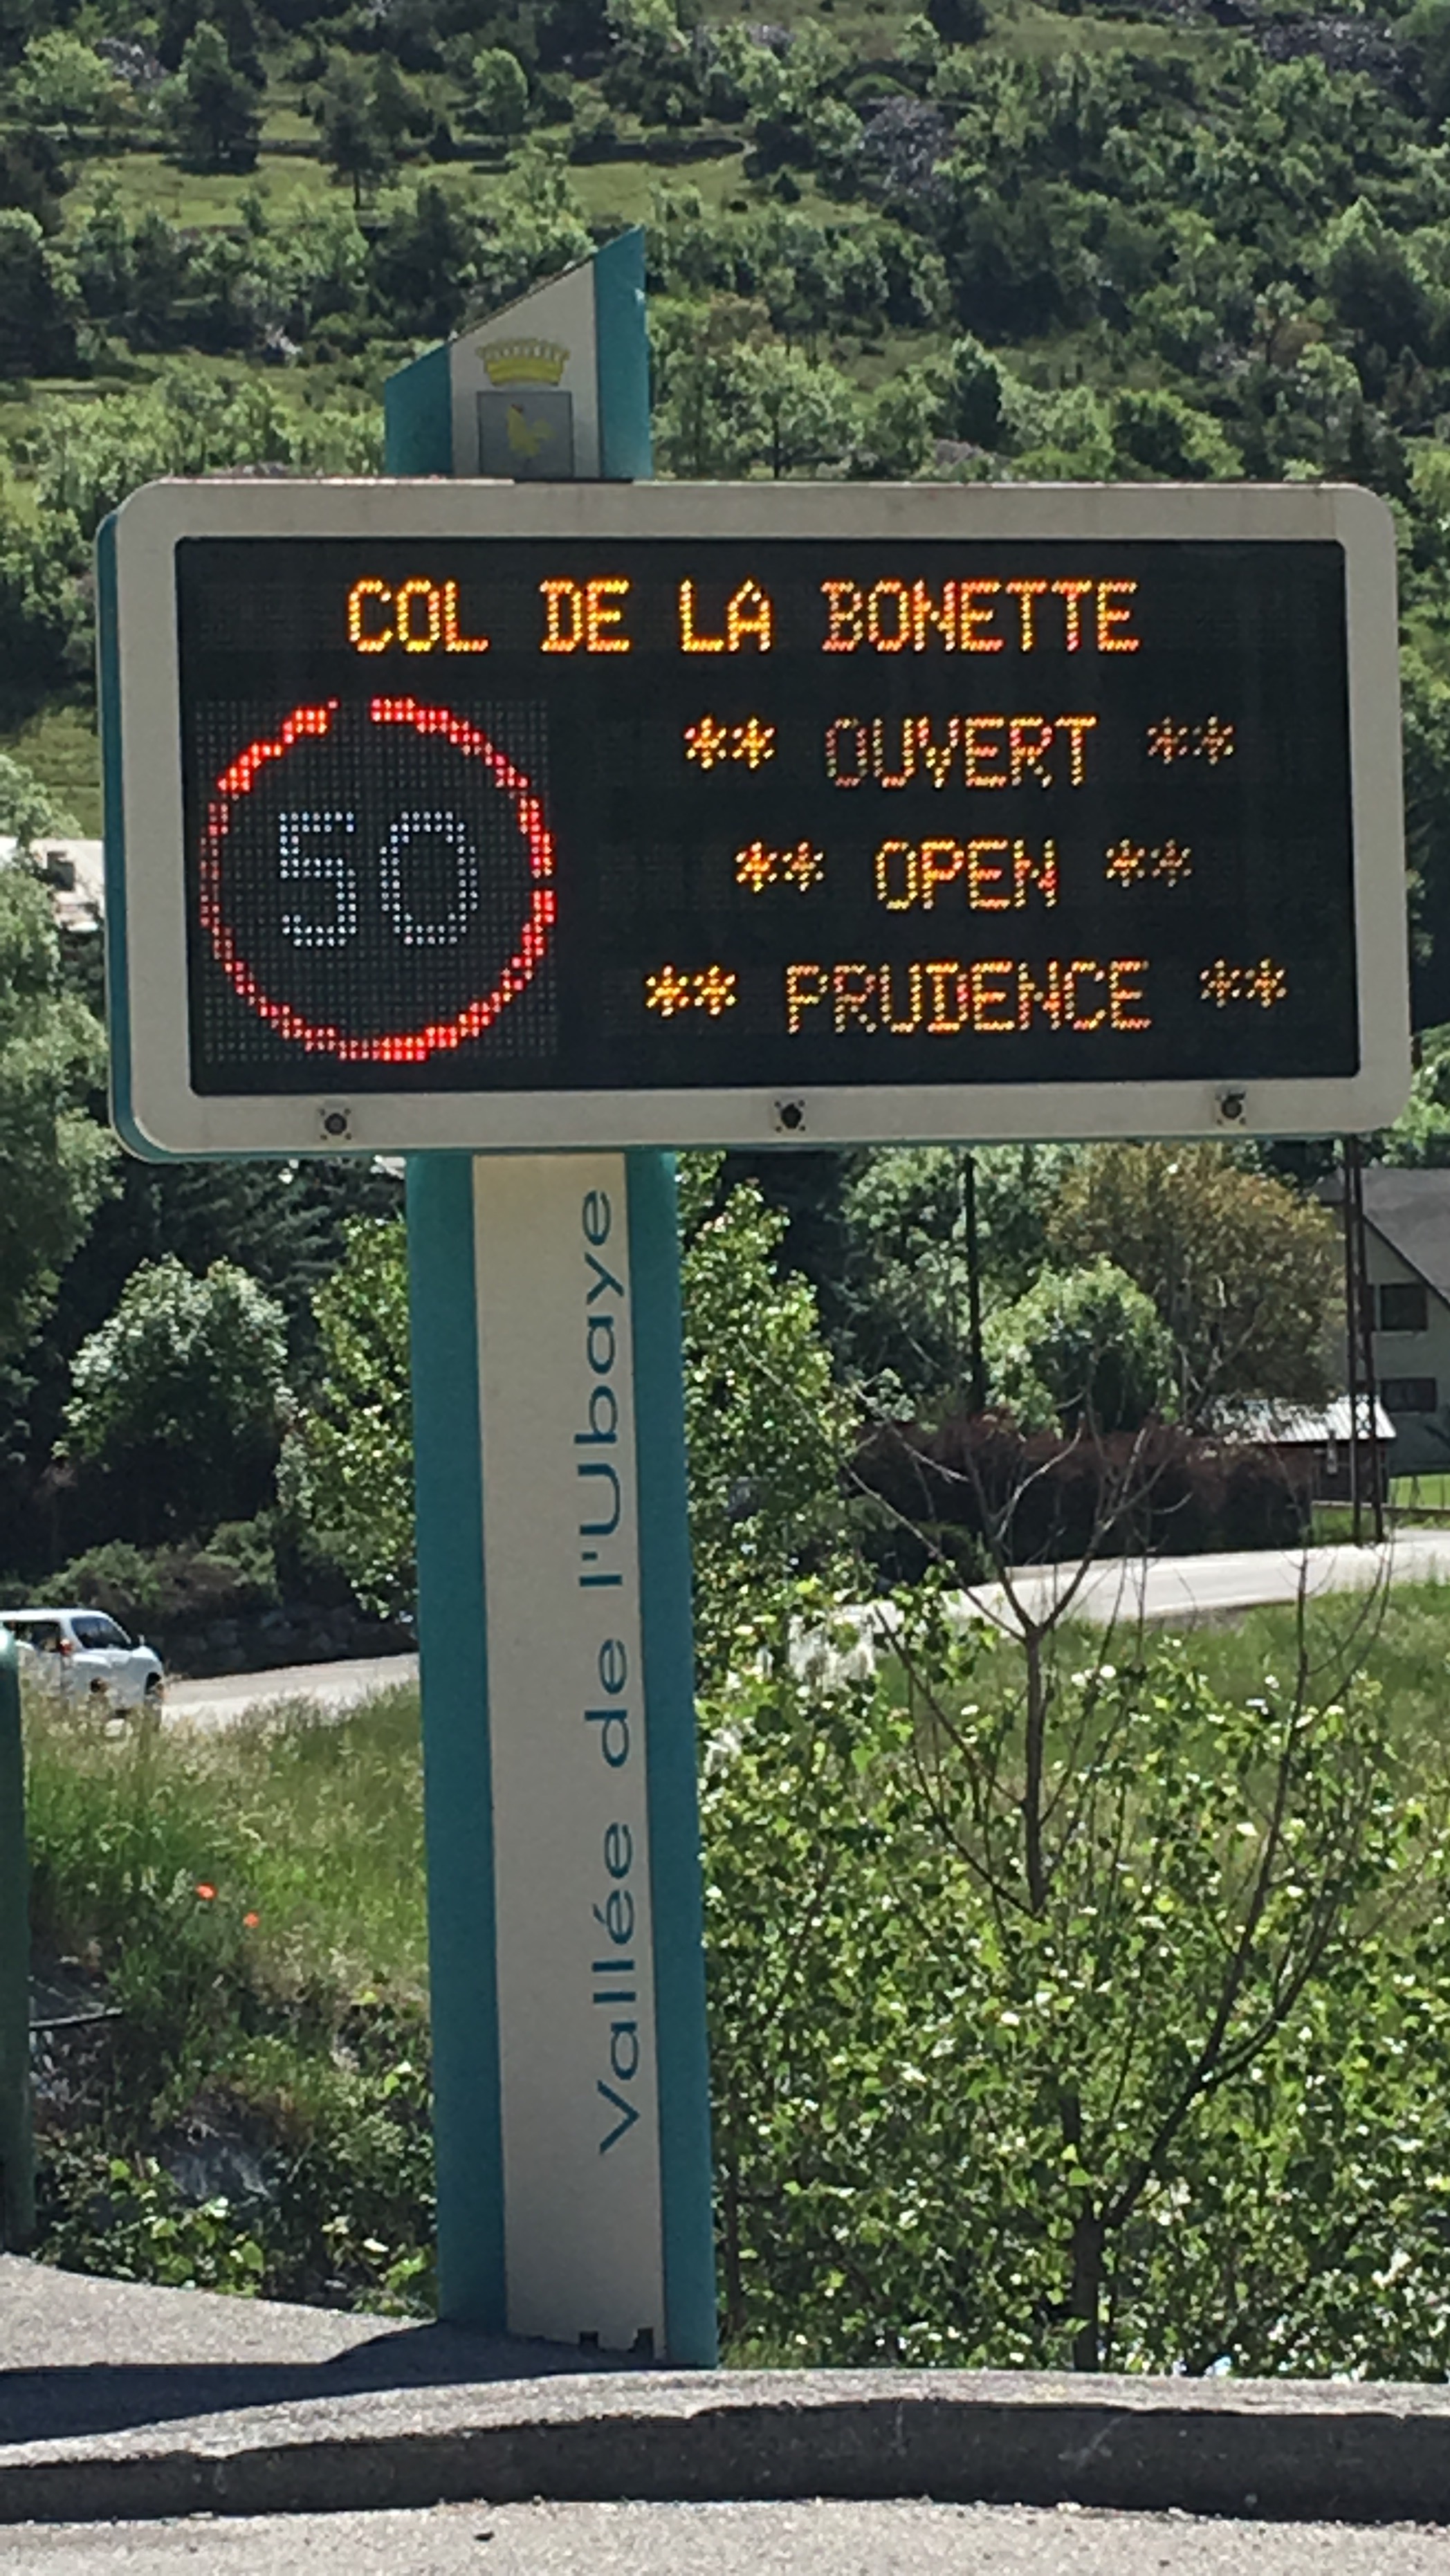 COL DE LA BONETTE
50
** OUVERT **
** OPEN **
** PRUDENCE **
Vallée de l'Ubaye